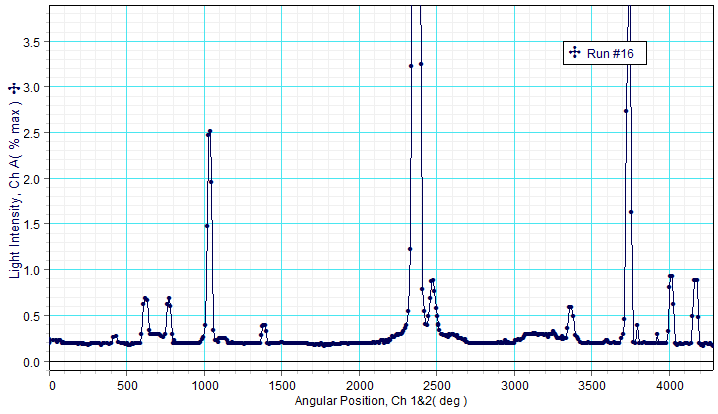 3.5
Run #16
3.0
2.5
2.0
1.5
1.0
0.5
0.0
Light Intensity, Ch A( % max )
0 500 1000 1500 2000 2500 3000 3500 4000
Angular Position, Ch 1&2( deg )